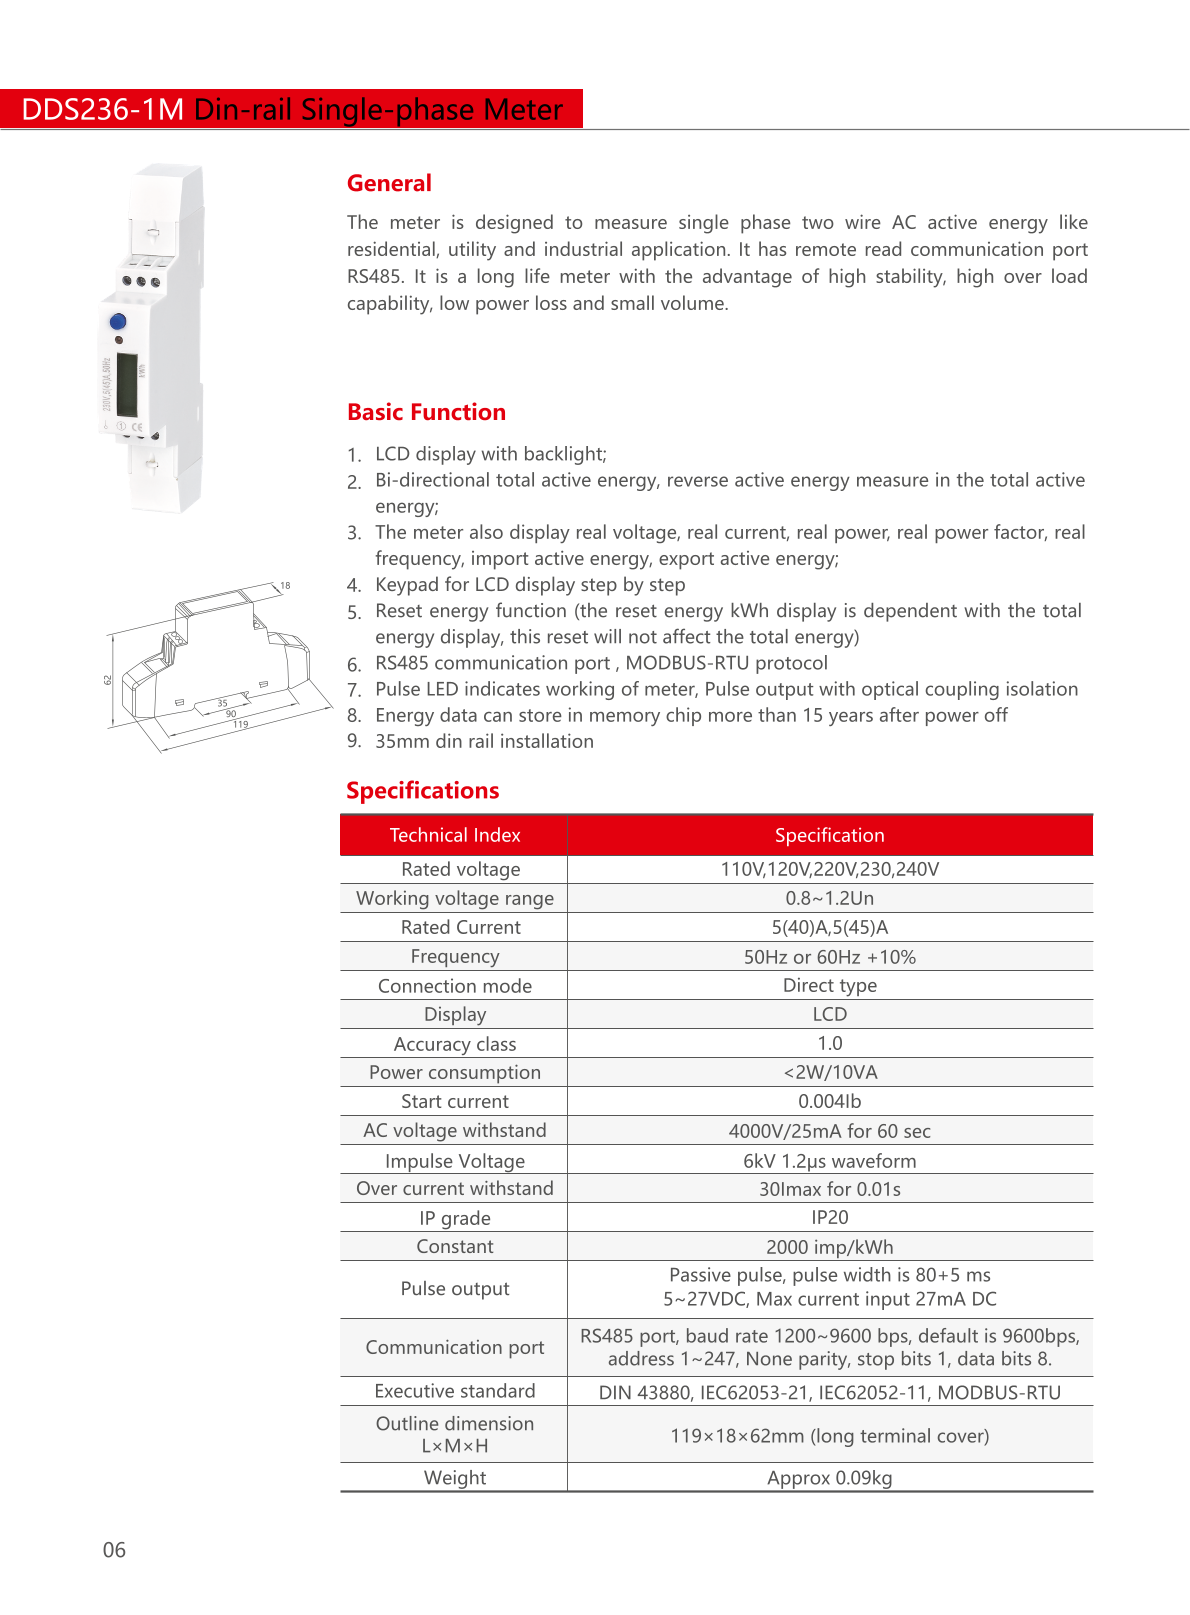 DDS236-1M Din-rail Single-phase Meter
General
The meter is designed to measure single phase two wire AC active energy like
residential, utility and industrial application. It has remote read communication port
RS485. It is a long life meter with the advantage of high stability, high over load
capability, low power loss and small volume.
230V,5(45)A,50Hz
kWh
1 CE
Basic Function
1. LCD display with backlight;
2. Bi-directional total active energy, reverse active energy measure in the total active
energy;
3. The meter also display real voltage, real current, real power, real power factor, real
frequency, import active energy, export active energy;
4. Keypad for LCD display step by step
5. Reset energy function (the reset energy kWh display is dependent with the total
energy display, this reset will not affect the total energy)
6. RS485 communication port , MODBUS-RTU protocol
7. Pulse LED indicates working of meter, Pulse output with optical coupling isolation
8. Energy data can store in memory chip more than 15 years after power off
9. 35mm din rail installation
18
62
35
90
119
Specifications
Technical Index Specification
Rated voltage 110V,120V,220V,230,240V
Working voltage range 0.8~1.2Un
Rated Current 5(40)A,5(45)A
Frequency 50Hz or 60Hz +10%
Connection mode Direct type
Display LCD
Accuracy class 1.0
Power consumption <2W/10VA
Start current 0.004Ib
AC voltage withstand 4000V/25mA for 60 sec
Impulse Voltage 6kV 1.2µs waveform
Over current withstand 30Imax for 0.01s
IP grade IP20
Constant 2000 imp/kWh
Pulse output
Passive pulse, pulse width is 80+5 ms
5~27VDC, Max current input 27mA DC
Communication port
RS485 port, baud rate 1200~9600 bps, default is 9600bps,
address 1~247, None parity, stop bits 1, data bits 8.
Executive standard DIN 43880, IEC62053-21, IEC62052-11, MODBUS-RTU
Outline dimension
L×M×H
119×18×62mm (long terminal cover)
Weight Approx 0.09kg
06